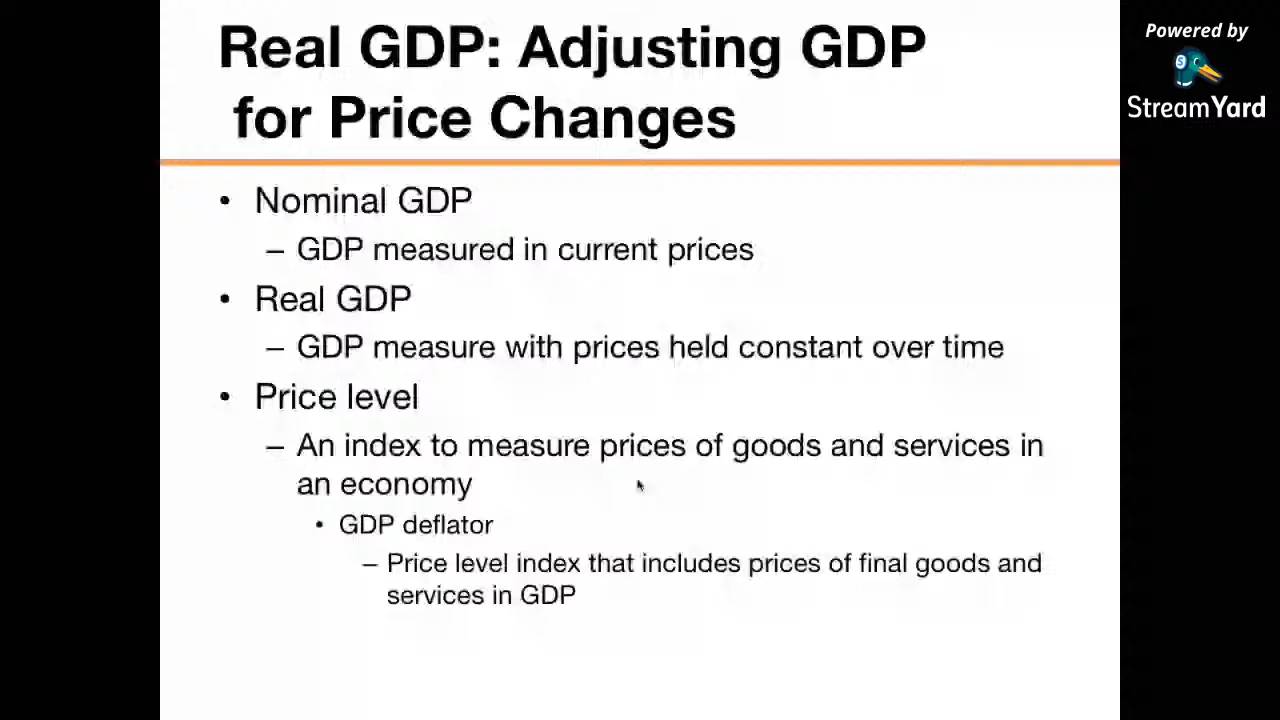 Real GDP: Adjusting GDP
for Price Changes
• Nominal GDP
– GDP measured in current prices
• Real GDP
– GDP measure with prices held constant over time
• Price level
– An index to measure prices of goods and services in
an economy
• GDP deflator
– Price level index that includes prices of final goods and
services in GDP
Powered by
StreamYard